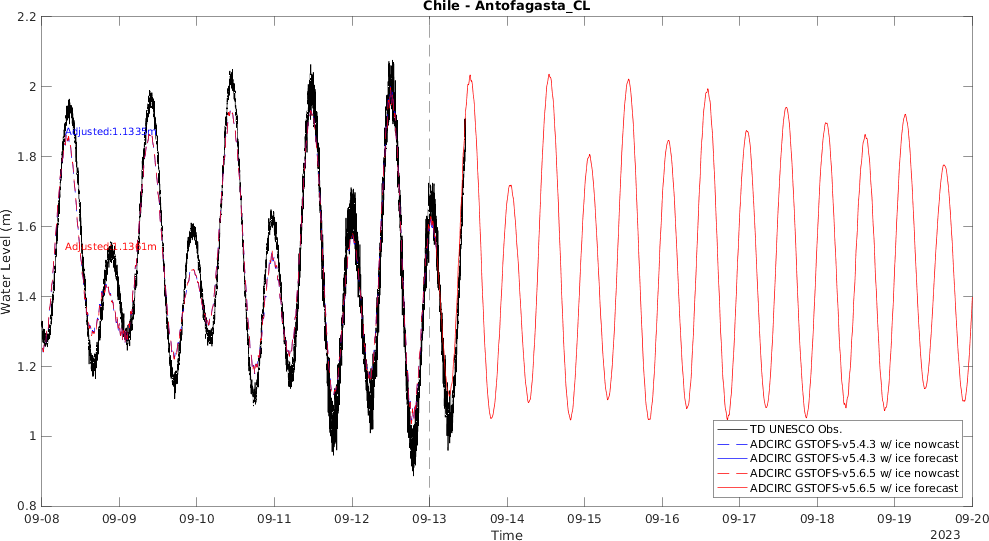 Chile - Antofagasta_CL
2.2
2
1.8
1.6
1.4
1.2
1
0.8
Water Level (m)
Adjusted:1.1335m
Adjusted:1.1361m
TD UNESCO Obs.
ADCIRC GSTOFS-v5.4.3 w/ ice nowcast
ADCIRC GSTOFS-v5.4.3 w/ ice forecast
ADCIRC GSTOFS-v5.6.5 w/ ice nowcast
ADCIRC GSTOFS-v5.6.5 w/ ice forecast
09-08 09-09 09-10 09-11 09-12 09-13 09-14 09-15 09-16 09-17 09-18 09-19 09-20
Time
2023